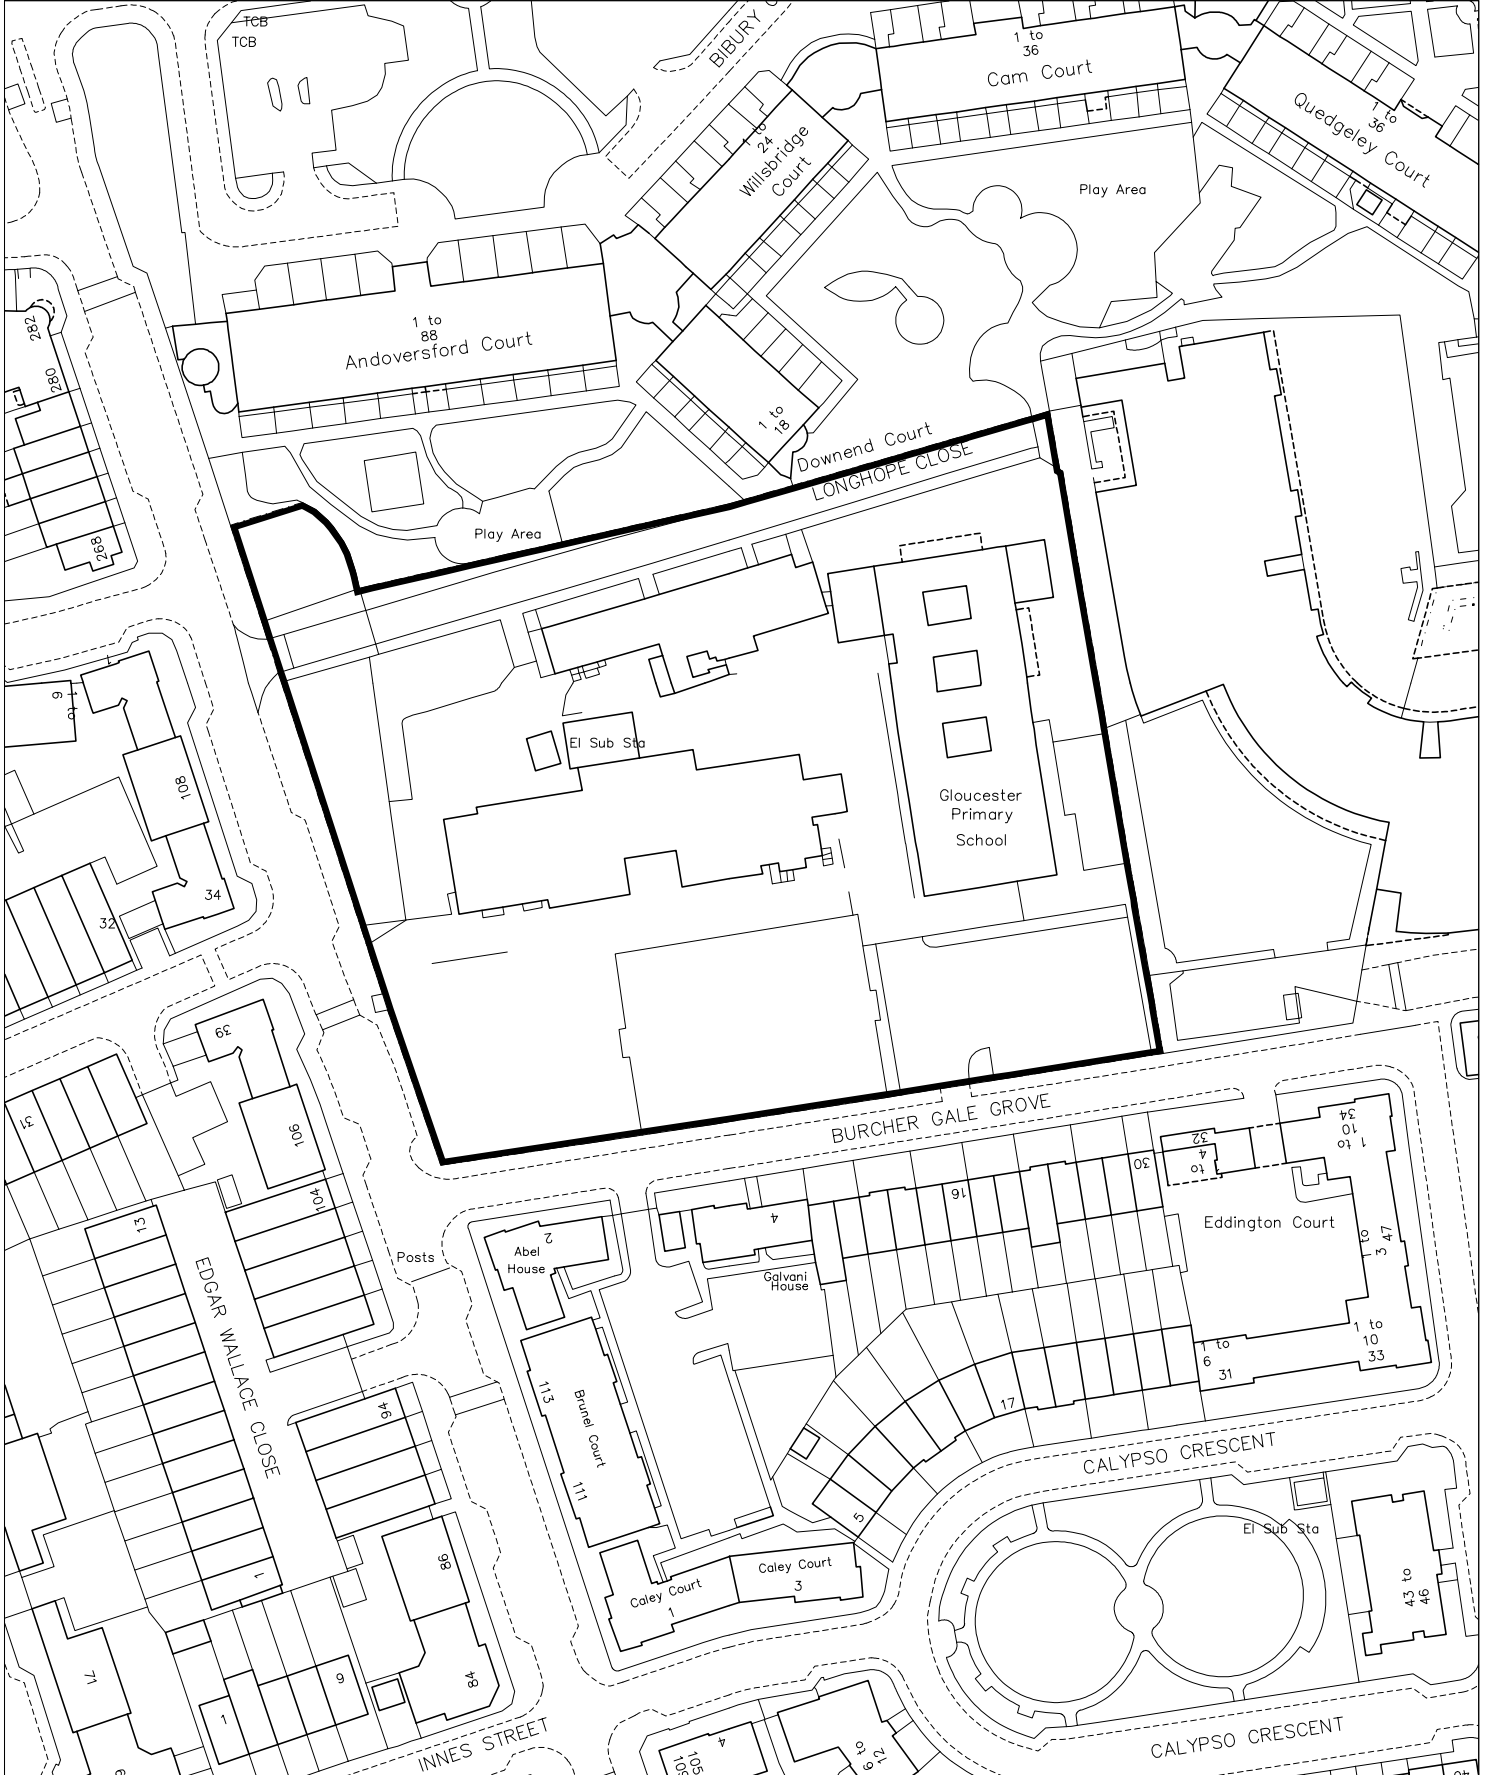 TCB
TCB
BIBURY C
1 to
36
Cam Court
1 to
36
Quedgeley Court
1 to
24
Willsbridge
Court
Play Area
282
280
268
1 to
88
Andoversford Court
1 to
18
Downend Court
LONGHOPE CLOSE
Play Area
1 to
9
108
34
32
El Sub Sta
Gloucester
Primary
School
39
31
106
104
13
EDGAR WALLACE CLOSE
Posts
94
1
BURCHER GALE GROVE
2
Abel
House
4
Galvani
House
16
30
32
4 to
34
1 to
10
Eddington Court
1 to
3
47
1 to
10
33
1 to
6
31
113
Brunel Court
111
17
5
CALYPSO CRESCENT
El Sub Sta
43 to
46
Caley Court
1
Caley Court
3
86
84
71
1
9
INNES STREET
4
105
12
CALYPSO CRESCENT